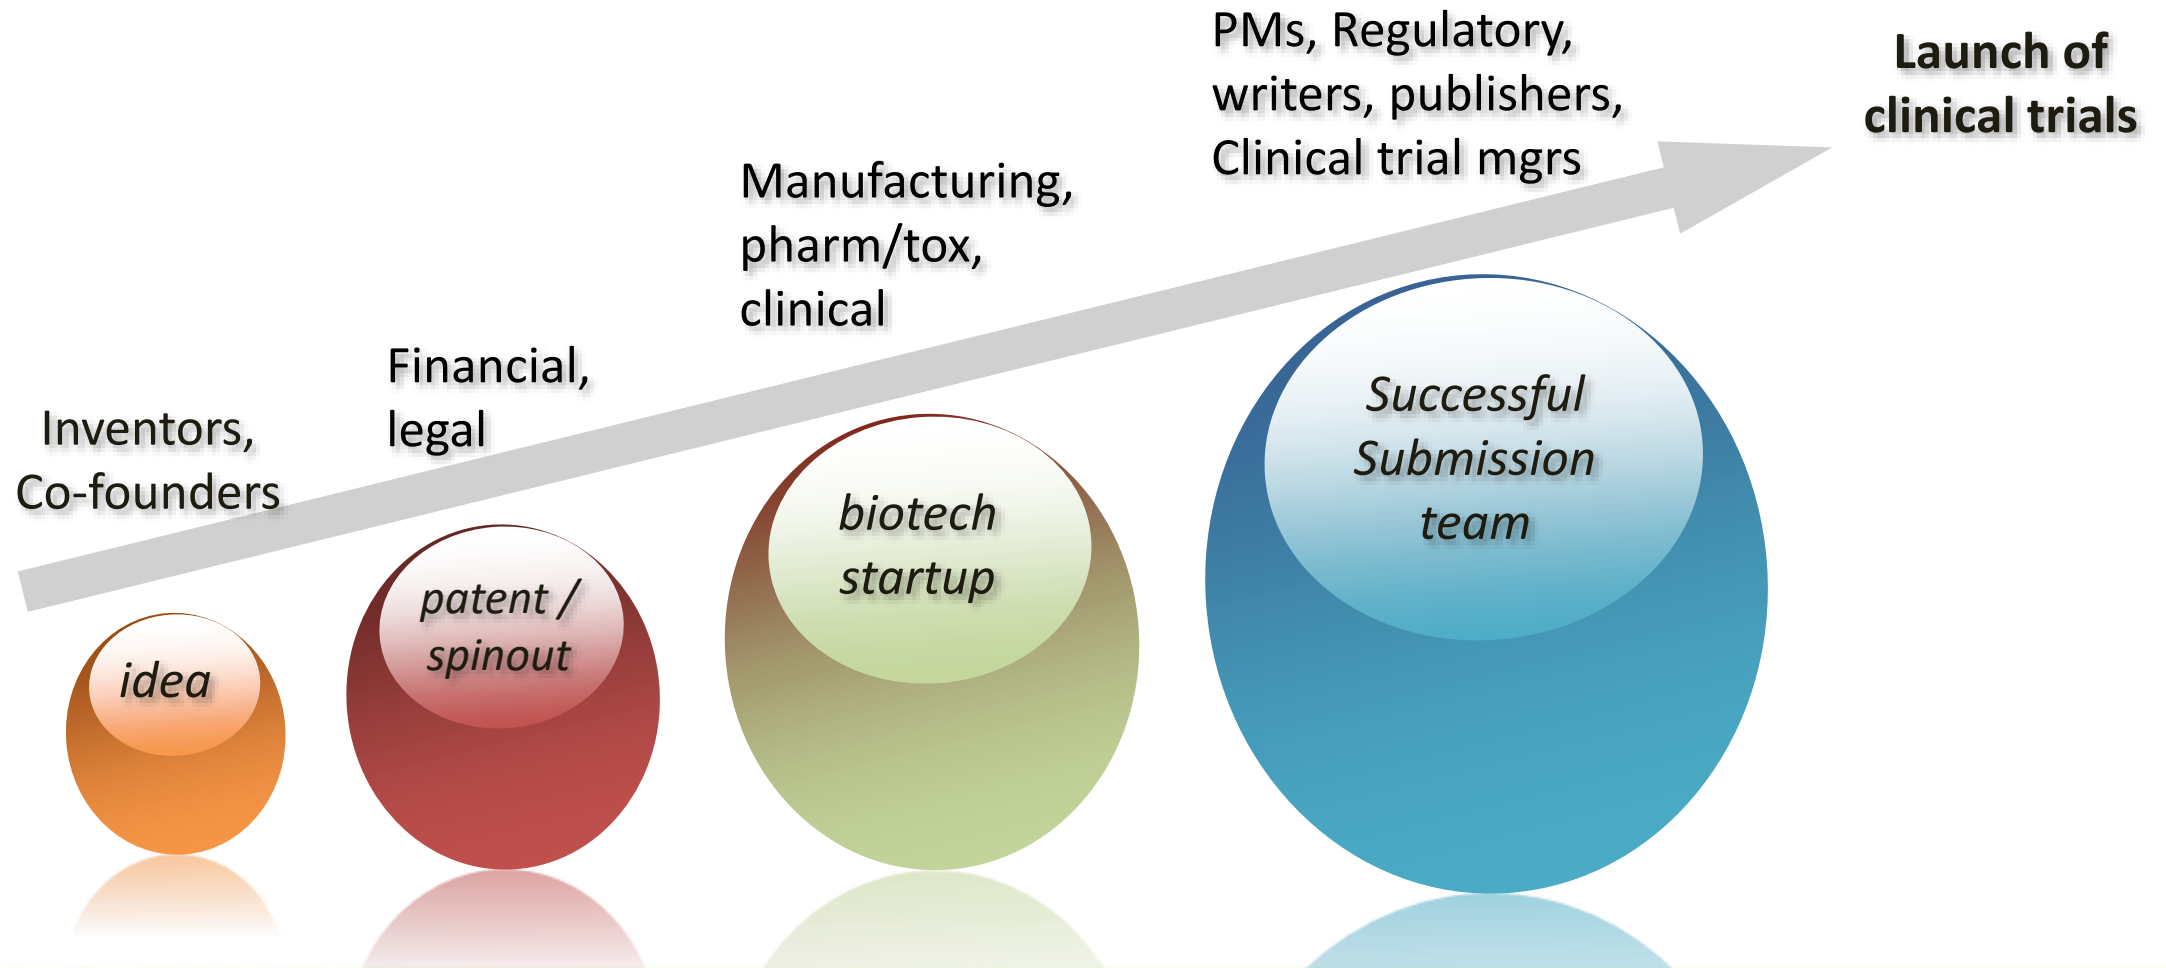 Inventors,
Co-founders
idea
Financial,
legal
patent /
spinout
Manufacturing,
pharm/tox,
clinical
biotech
startup
PMs, Regulatory,
writers, publishers,
Clinical trial mgrs
Successful
Submission
team
Launch of
clinical trials